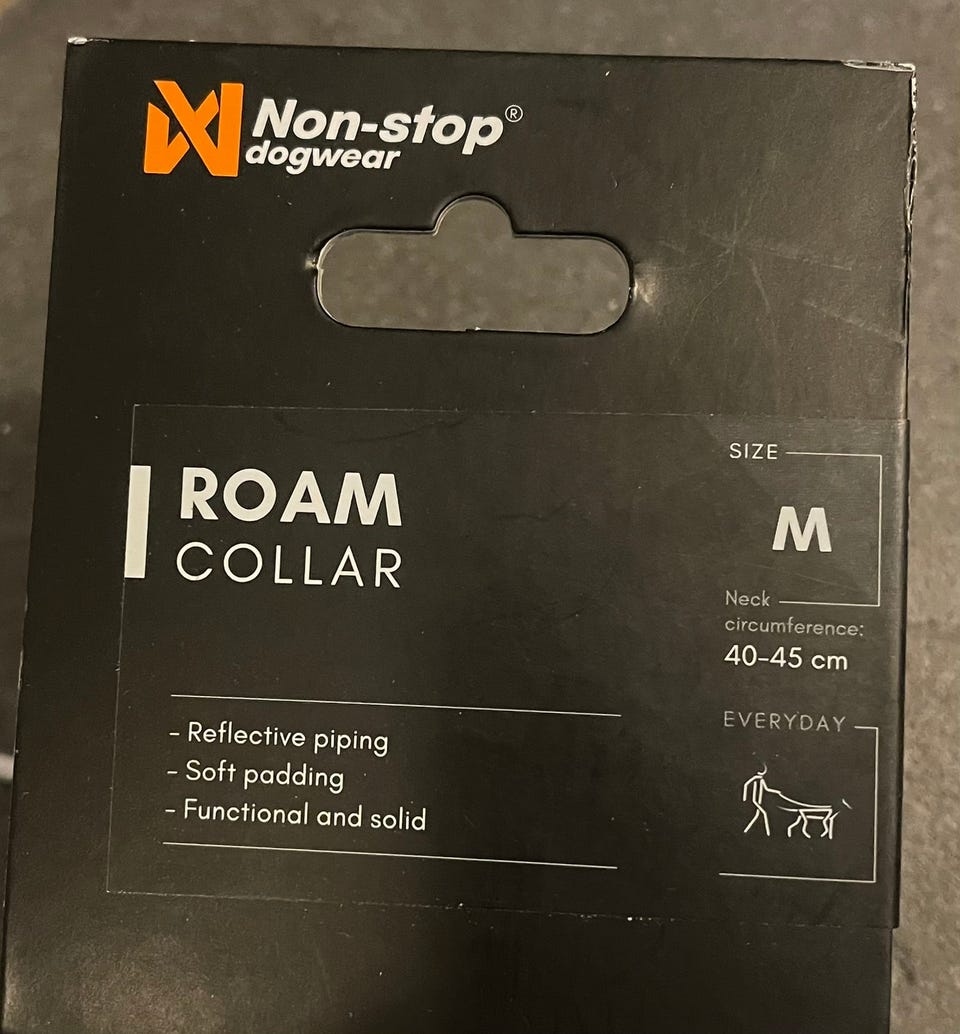 Non-stop®
dogwear
ROAM
COLLAR
- Reflective piping
- Soft padding
- Functional and solid
SIZE
M
Neck
circumference:
40-45 cm
EVERYDAY